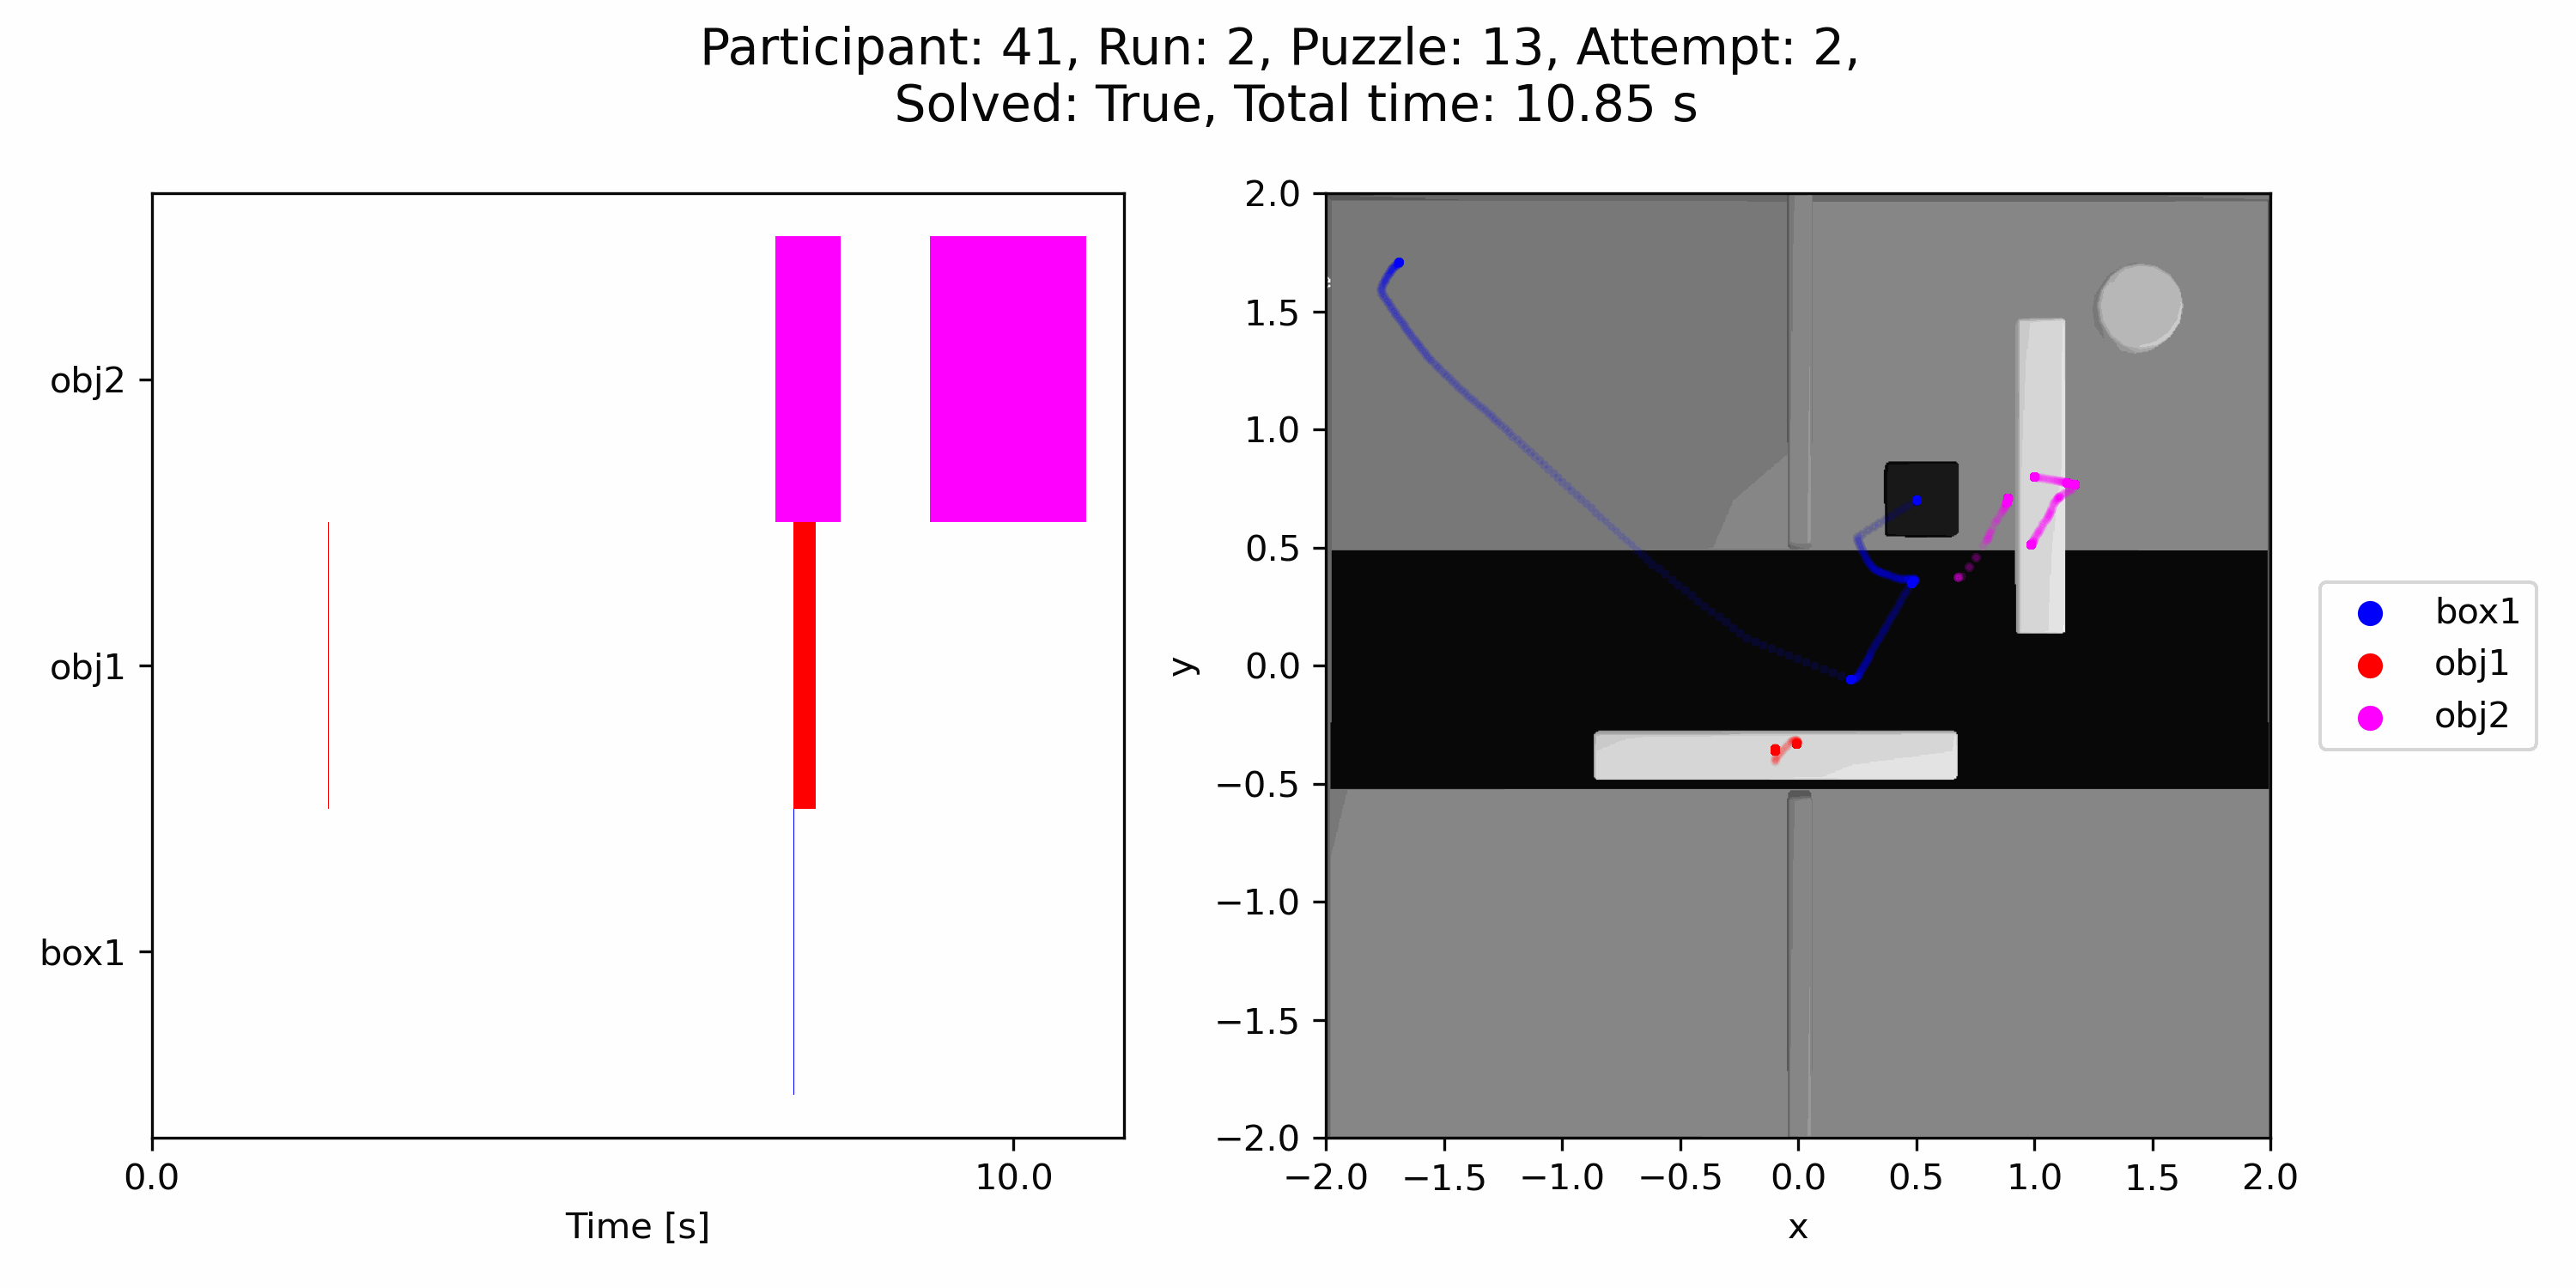 Participant: 41, Run: 2, Puzzle: 13, Attempt: 2,
Solved: True, Total time: 10.85 s
obj2
obj1
box1
0.0
10.0
Time [s]
2.0
1.5
1.0
0.5
0.0
−0.5
−1.0
−1.5
−2.0
y
−2.0
−1.5
−1.0
−0.5
0.0
0.5
1.0
1.5
2.0
x
box1
obj1
obj2